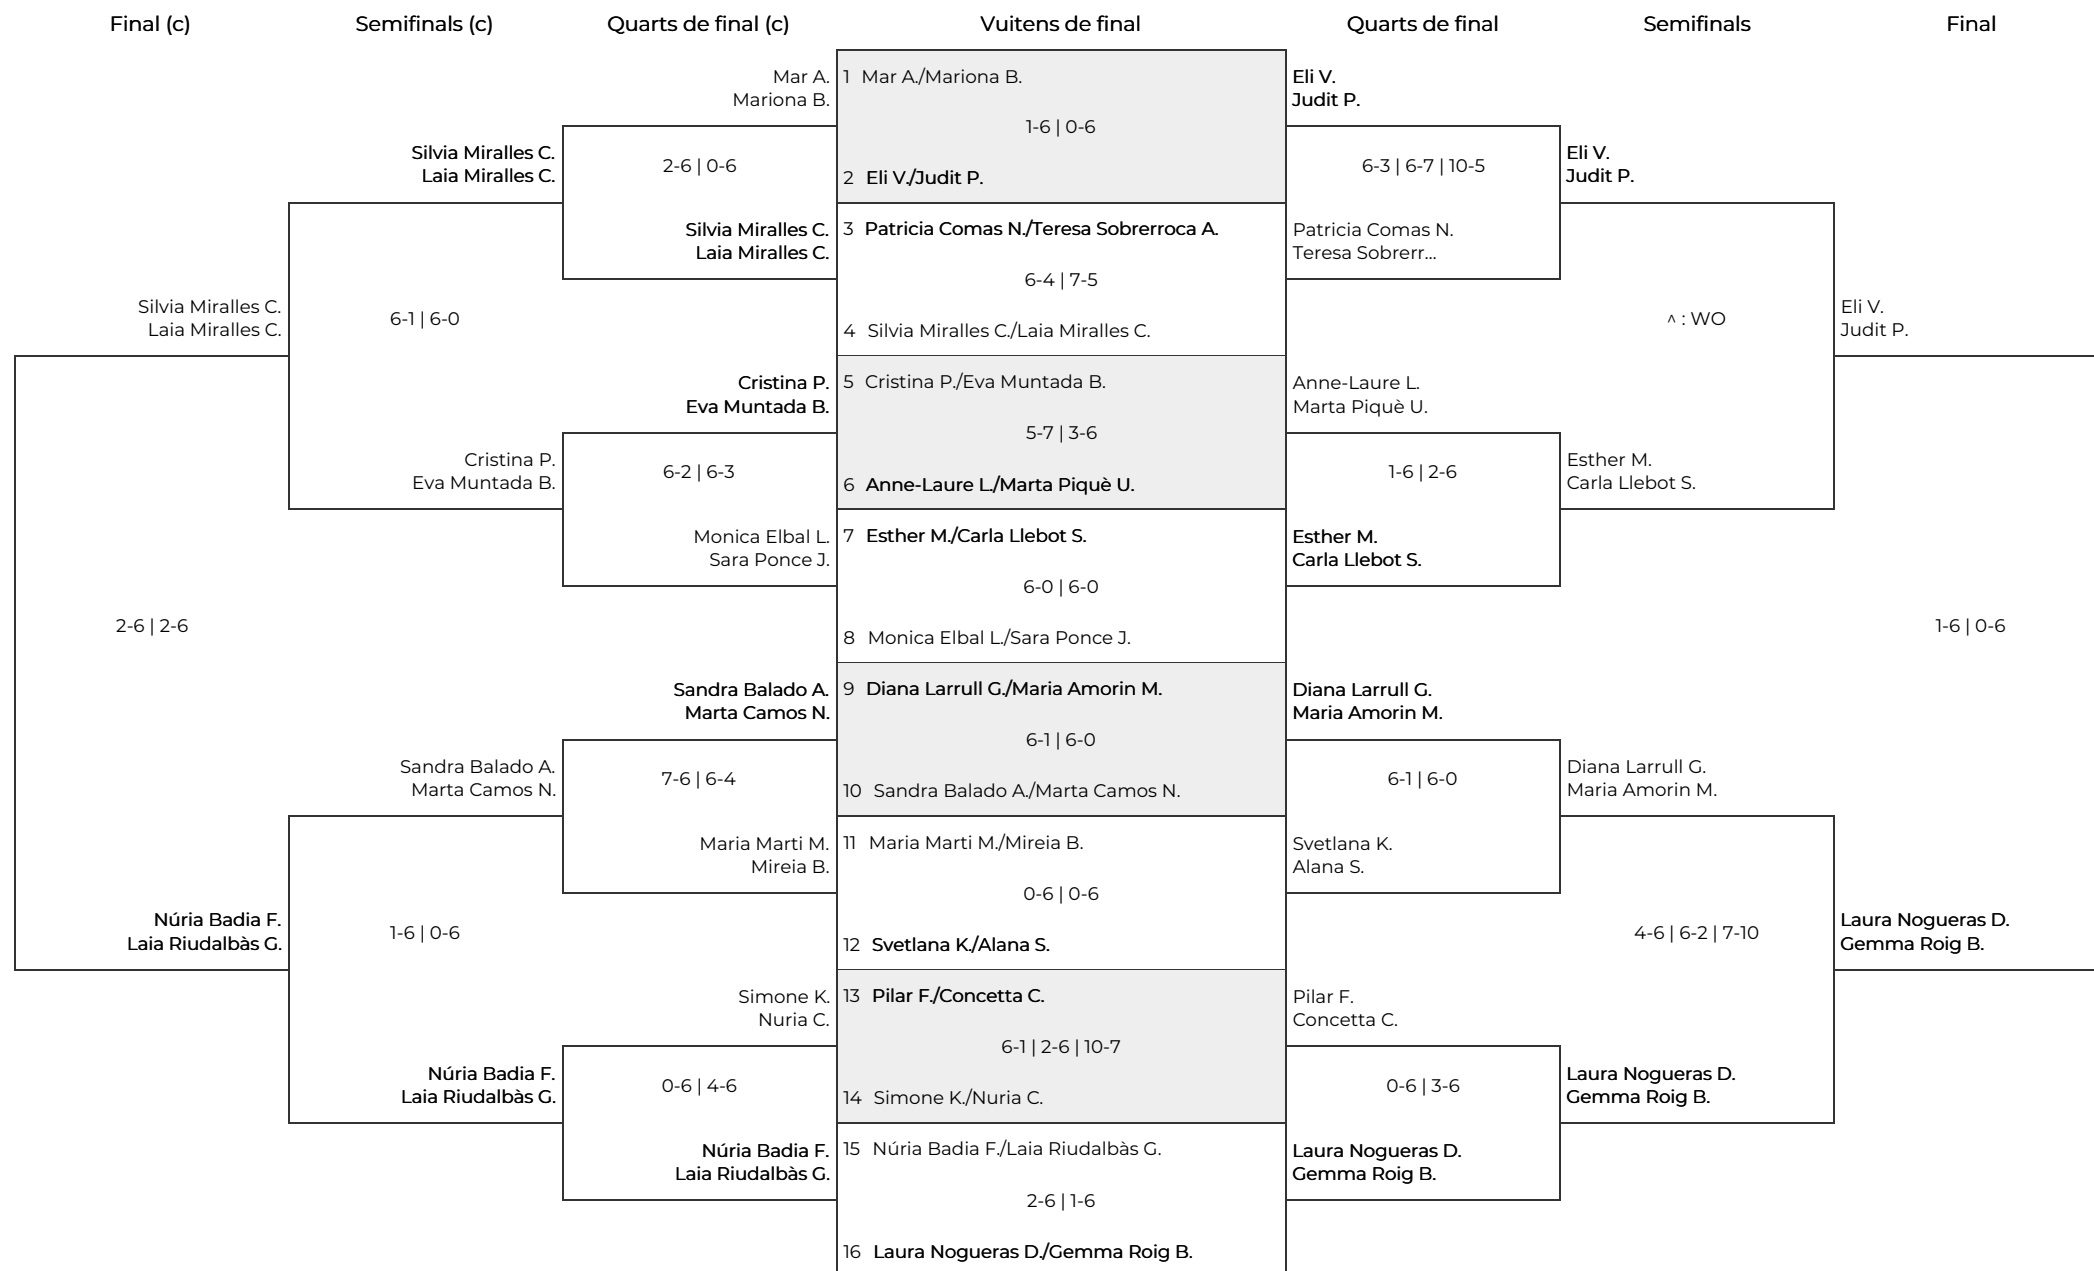 Final (c)
Semifinals (c)
Quarts de final (c)
Vuitens de final
Quarts de final
Semifinals
Final
Silvia Miralles C.
Laia Miralles C.
2-6 | 2-6
Núria Badia F.
Laia Riudalbàs G.
Silvia Miralles C.
Laia Miralles C.
6-1 | 6-0
Cristina P.
Eva Muntada B.
Sandra Balado A.
Marta Camos N.
1-6 | 0-6
Núria Badia F.
Laia Riudalbàs G.
Mar A.
Mariona B.
2-6 | 0-6
Silvia Miralles C.
Laia Miralles C.
Cristina P.
Eva Muntada B.
6-2 | 6-3
Monica Elbal L.
Sara Ponce J.
Sandra Balado A.
Marta Camos N.
7-6 | 6-4
Maria Marti M.
Mireia B.
Simone K.
Nuria C.
0-6 | 4-6
Núria Badia F.
Laia Riudalbàs G.
1 Mar A./Mariona B.
1-6 | 0-6
2 Eli V./Judit P.
3 Patricia Comas N./Teresa Sobrerroca A.
6-4 | 7-5
4 Silvia Miralles C./Laia Miralles C.
5 Cristina P./Eva Muntada B.
5-7 | 3-6
6 Anne-Laure L./Marta Piquè U.
7 Esther M./Carla Llebot S.
6-0 | 6-0
8 Monica Elbal L./Sara Ponce J.
9 Diana Larrull G./Maria Amorin M.
6-1 | 6-0
10 Sandra Balado A./Marta Camos N.
11 Maria Marti M./Mireia B.
0-6 | 0-6
12 Svetlana K./Alana S.
13 Pilar F./Concetta C.
6-1 | 2-6 | 10-7
14 Simone K./Nuria C.
15 Núria Badia F./Laia Riudalbàs G.
2-6 | 1-6
16 Laura Nogueras D./Gemma Roig B.
Eli V.
Judit P.
6-3 | 6-7 | 10-5
Patricia Comas N.
Teresa Sobrerr...
Anne-Laure L.
Marta Piquè U.
1-6 | 2-6
Esther M.
Carla Llebot S.
Diana Larrull G.
Maria Amorin M.
6-1 | 6-0
Svetlana K.
Alana S.
Pilar F.
Concetta C.
0-6 | 3-6
Laura Nogueras D.
Gemma Roig B.
Eli V.
Judit P.
^ : WO
Esther M.
Carla Llebot S.
Diana Larrull G.
Maria Amorin M.
4-6 | 6-2 | 7-10
Laura Nogueras D.
Gemma Roig B.
Eli V.
Judit P.
1-6 | 0-6
Laura Nogueras D.
Gemma Roig B.